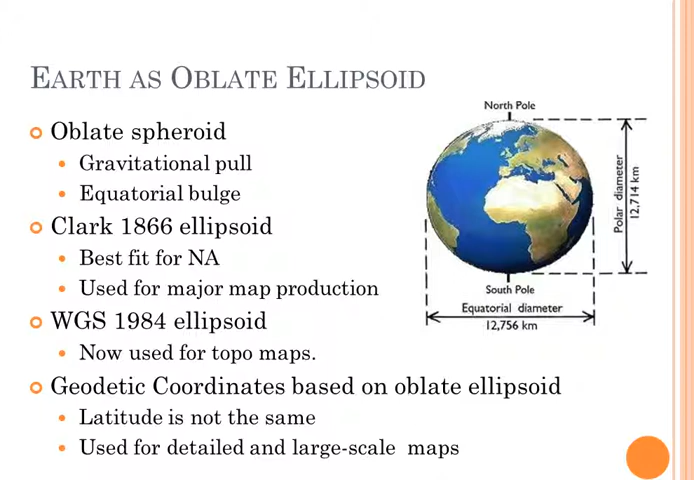 EARTH AS OBLATE ELLIPSOID
Oblate spheroid
Gravitational pull
Equatorial bulge
Clark 1866 ellipsoid
Best fit for NA
Used for major map production
WGS 1984 ellipsoid
Now used for topo maps.
Geodetic Coordinates based on oblate ellipsoid
Latitude is not the same
Used for detailed and large-scale maps
North Pole
Polar diameter
12,714 km
South Pole
Equatorial diameter
12,756 km